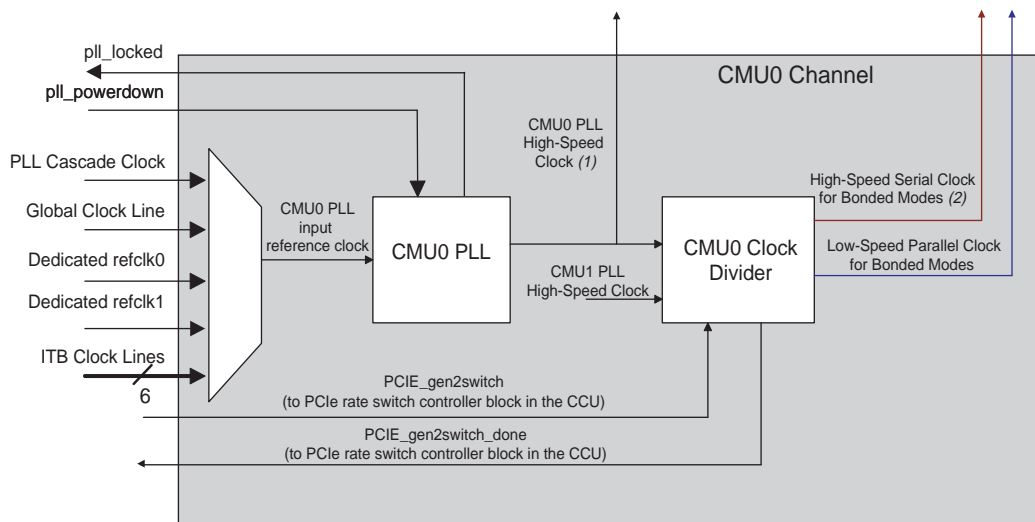 pll_locked
CMU0 Channel
pll_powerdown
CMU0 PLL
High-Speed
Clock (1)
PLL Cascade Clock
Global Clock Line
Dedicated refclk0
Dedicated refclk1
ITB Clock Lines
6
CMU0 PLL
input
reference clock
CMU0 PLL
CMU1 PLL
High-Speed Clock
CMU0 Clock
Divider
High-Speed Serial Clock
for Bonded Modes (2)
Low-Speed Parallel Clock
for Bonded Modes
PCIE_gen2switch
(to PCIe rate switch controller block in the CCU)
PCIE_gen2switch_done
(to PCIe rate switch controller block in the CCU)